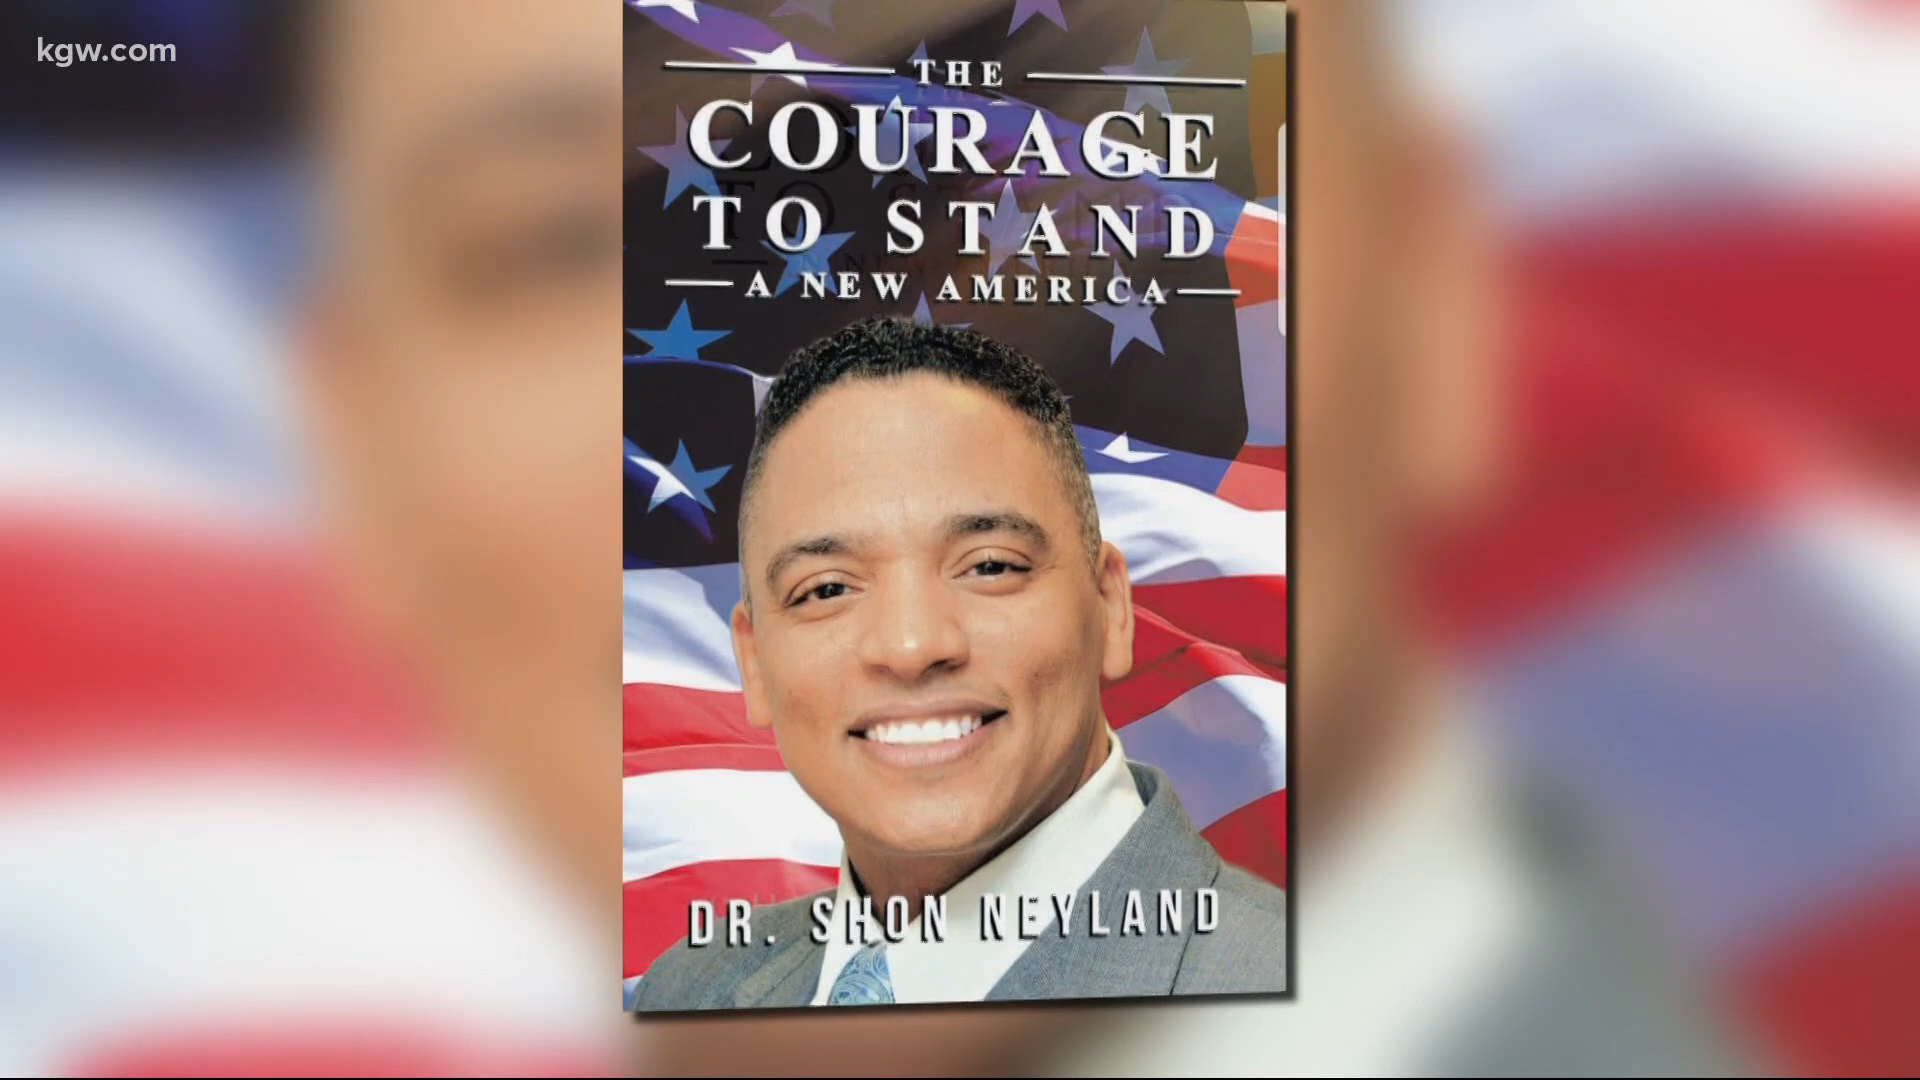 kgw.com
THE
COURAGE
TO STAND
A NEW AMERICA
DR. SHON NEYLAND